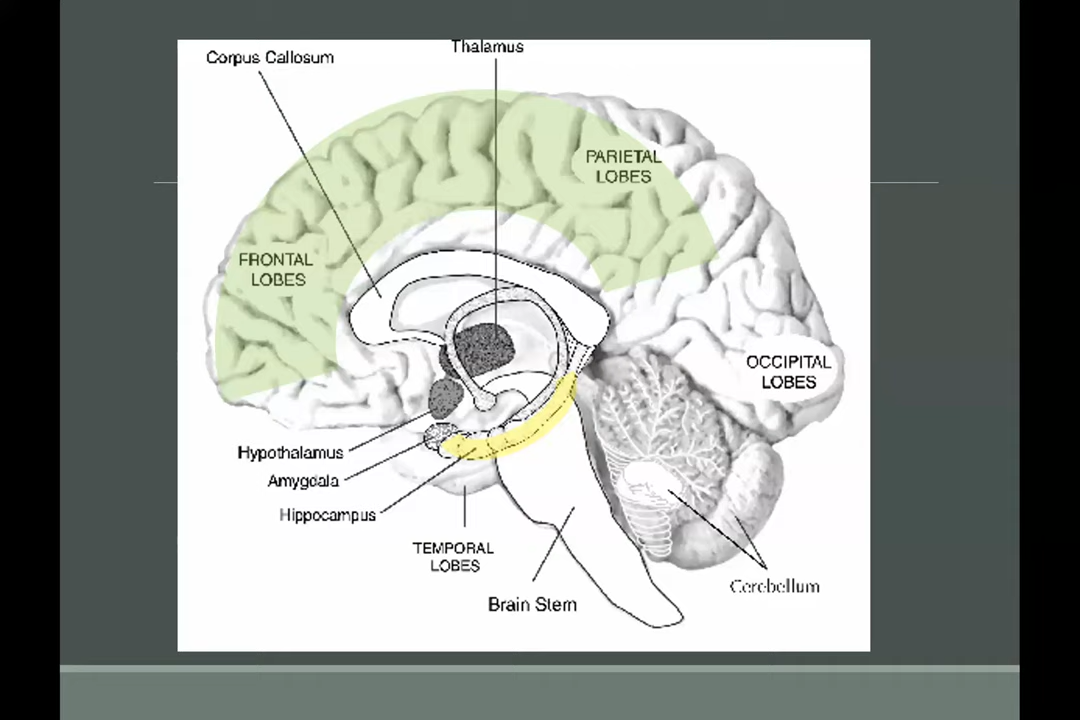 Thalamus
Corpus Callosum
PARIETAL
LOBES
FRONTAL
LOBES
OCCIPITAL
LOBES
Hypothalamus
Amygdala
Hippocampus
TEMPORAL
LOBES
Cerebellum
Brain Stem